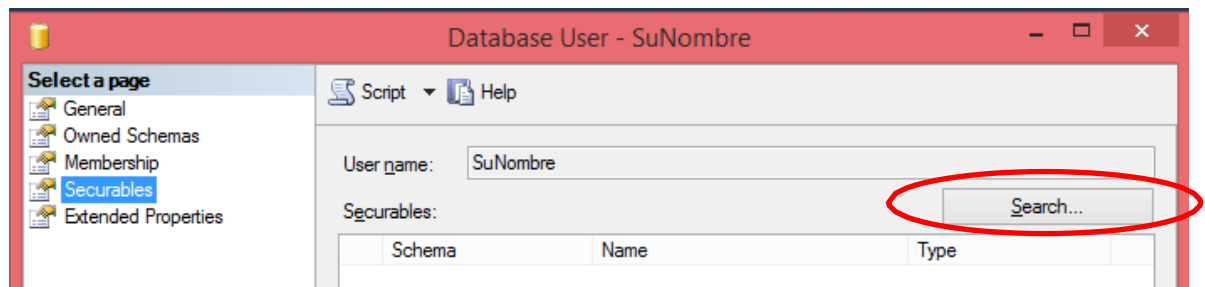 Database User - SuNombre
Select a page
General
Owned Schemas
Membership
Securables
Extended Properties
Script
Help
User name: SuNombre
Securables:
Search...
Schema Name Type